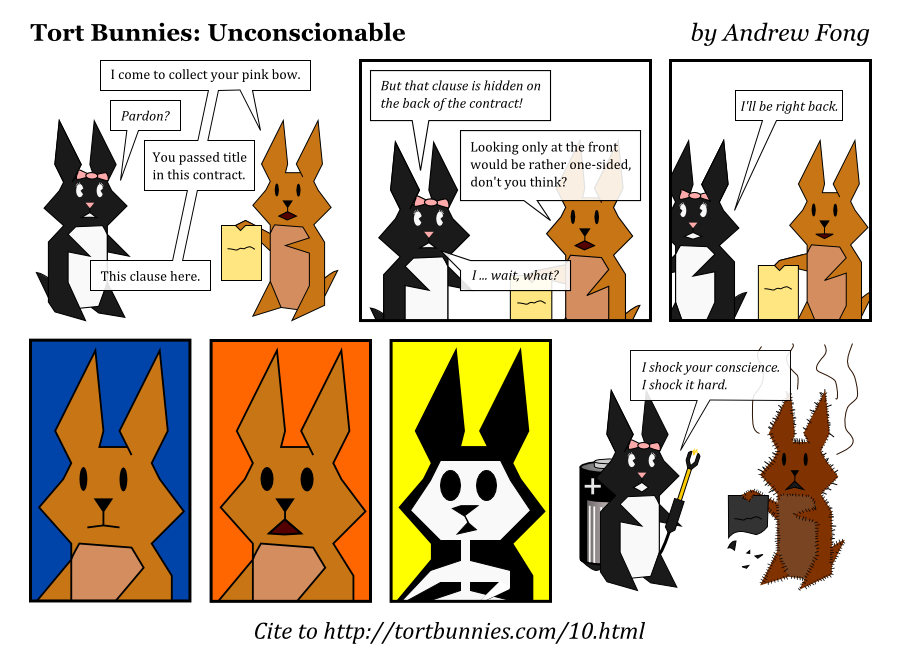 Tort Bunnies: Unconscionable
by Andrew Fong
I come to collect your pink bow.
Pardon?
You passed title
in this contract.
This clause here.
But that clause is hidden on
the back of the contract!
Looking only at the front
would be rather one-sided,
don't you think?
I ... wait, what?
I'll be right back.
I shock your conscience.
I shock it hard.
+
Cite to http://tortbunnies.com/10.html